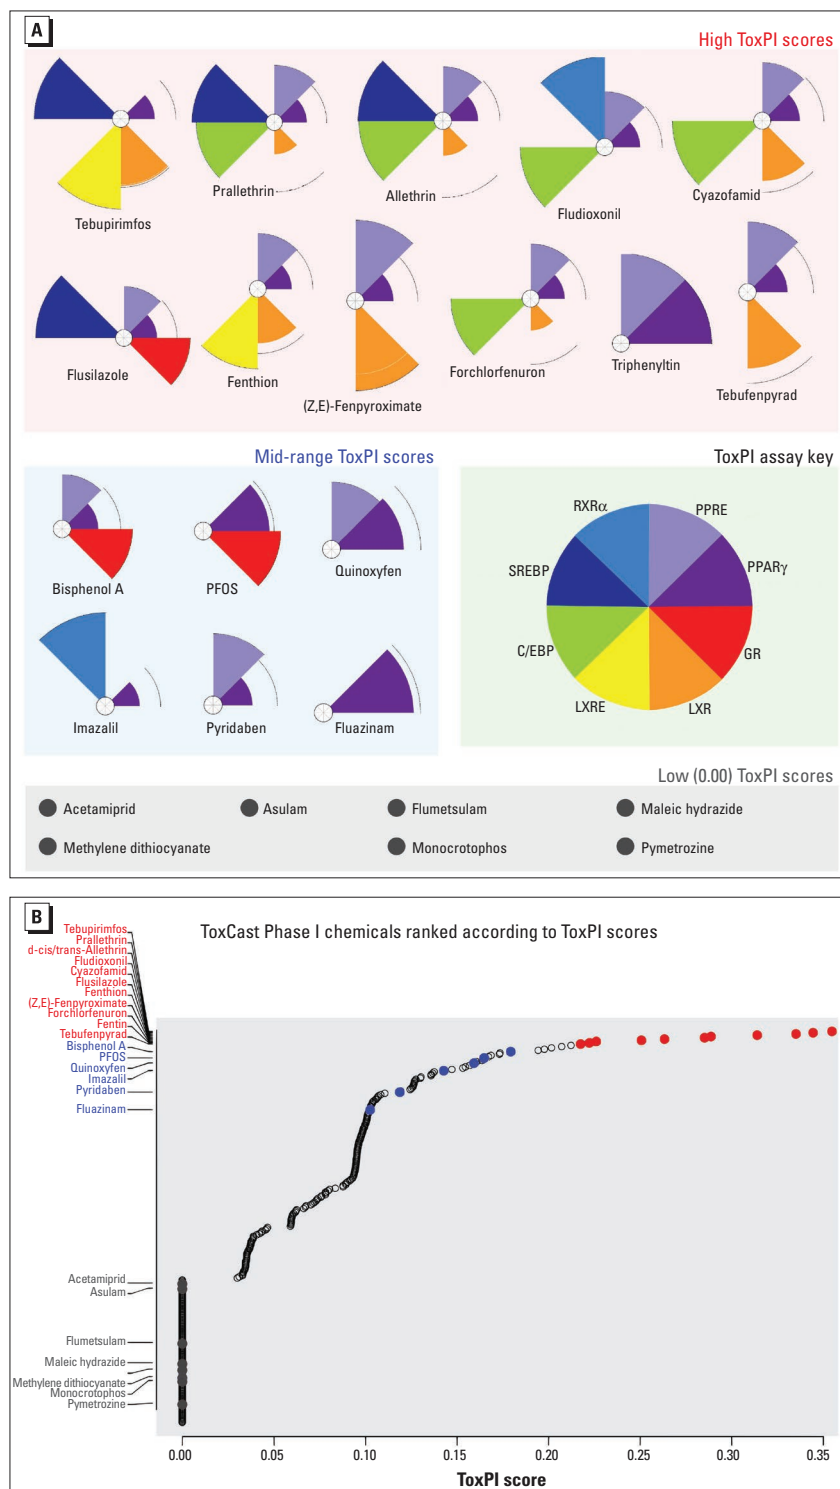 A
High ToxPI scores
Tebupirimfos
Prallethrin
Allethrin
Fludioxonil
Cyazofamid
Flusilazole
Fenthion
(Z,E)-Fenpyroximate
Forchlorfenuron
Triphenyltin
Tebufenpyrad
Mid-range ToxPI scores
Bisphenol A
PFOS
Quinoxyfen
Imazalil
Pyridaben
Fluazinam
ToxPI assay key
RXRα
PPRE
SREBP
PPARγ
C/EBP
GR
LXRE
LXR
Low (0.00) ToxPI scores
Acetamiprid
Asulam
Flumetsulam
Maleic hydrazide
Methylene dithiocyanate
Monocrotophos
Pymetrozine
B
ToxCast Phase I chemicals ranked according to ToxPI scores
Tebupirimfos
Prallethrin
d-cis/trans-Allethrin
Fludioxonil
Cyazofamid
Flusilazole
Fenthion
(Z,E)-Fenpyroximate
Forchlorfenuron
Fentin
Tebufenpyrad
Bisphenol A
PFOS
Quinoxyfen
Imazalil
Pyridaben
Fluazinam
Acetamiprid
Asulam
Flumetsulam
Maleic hydrazide
Methylene dithiocyanate
Monocrotophos
Pymetrozine
0.00 0.05 0.10 0.15 0.20 0.25 0.30 0.35
ToxPI score